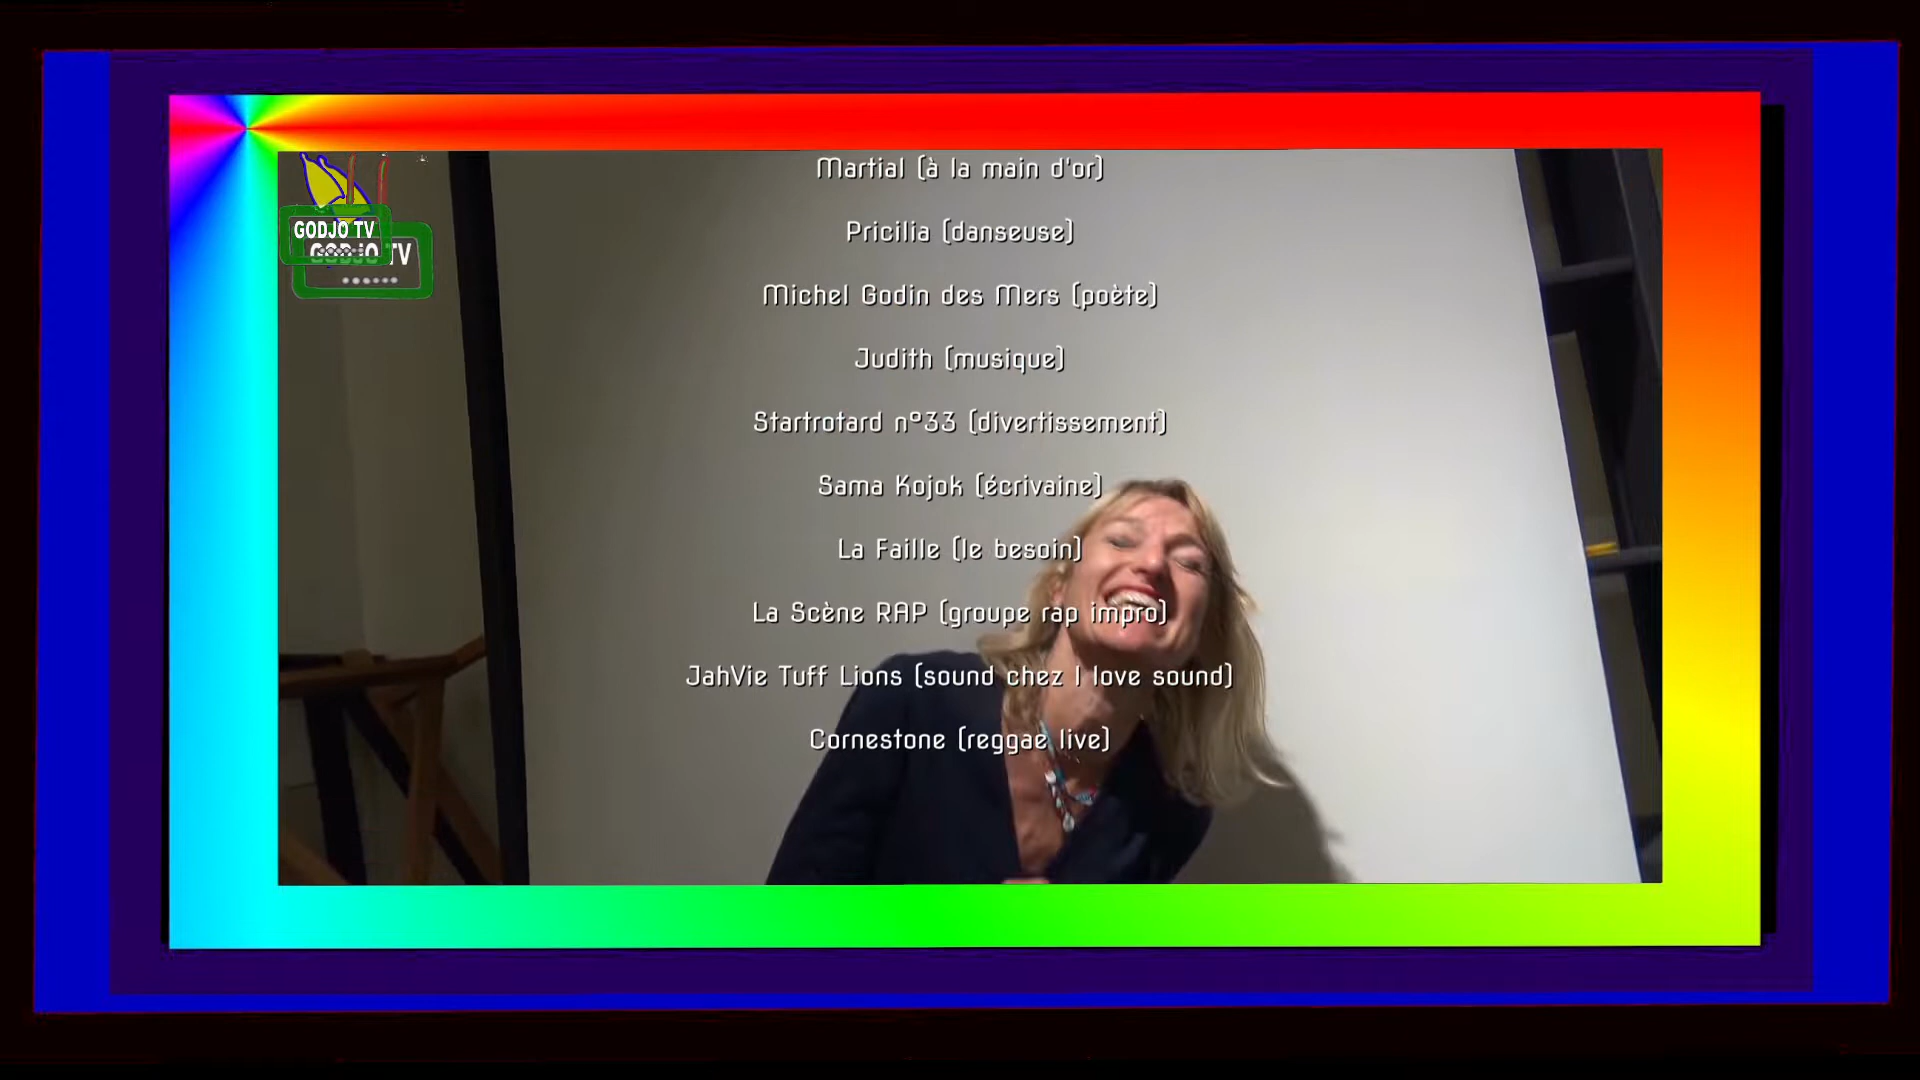 GODJO TV
GODJO TV
Martial (à la main d'or)
Pricilia (danseuse)
Michel Godin des Mers (poète)
Judith (musique)
Startrotard n°33 (divertissement)
Sama Kojok (écrivaine)
La Faille (le besoin)
La Scène RAP (groupe rap impro)
JahVie Tuff Lions (sound chez I love sound)
Cornestone (reggae live)